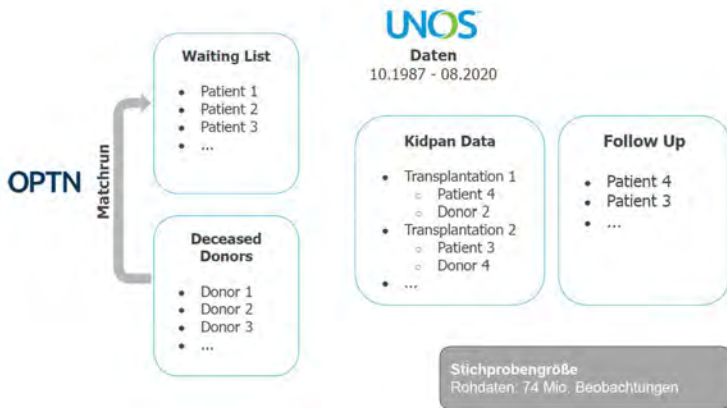 UNOS
Daten
10.1987 - 08.2020
OPTN
Matchrun
Waiting List
• Patient 1
• Patient 2
• Patient 3
• ...
Deceased
Donors
• Donor 1
• Donor 2
• Donor 3
• ...
Kidpan Data
• Transplantation 1
○ Patient 4
○ Donor 2
• Transplantation 2
○ Patient 3
○ Donor 4
• ...
Follow Up
• Patient 4
• Patient 3
• ...
Stichprobengröße
Rohdaten: 74 Mio. Beobachtungen